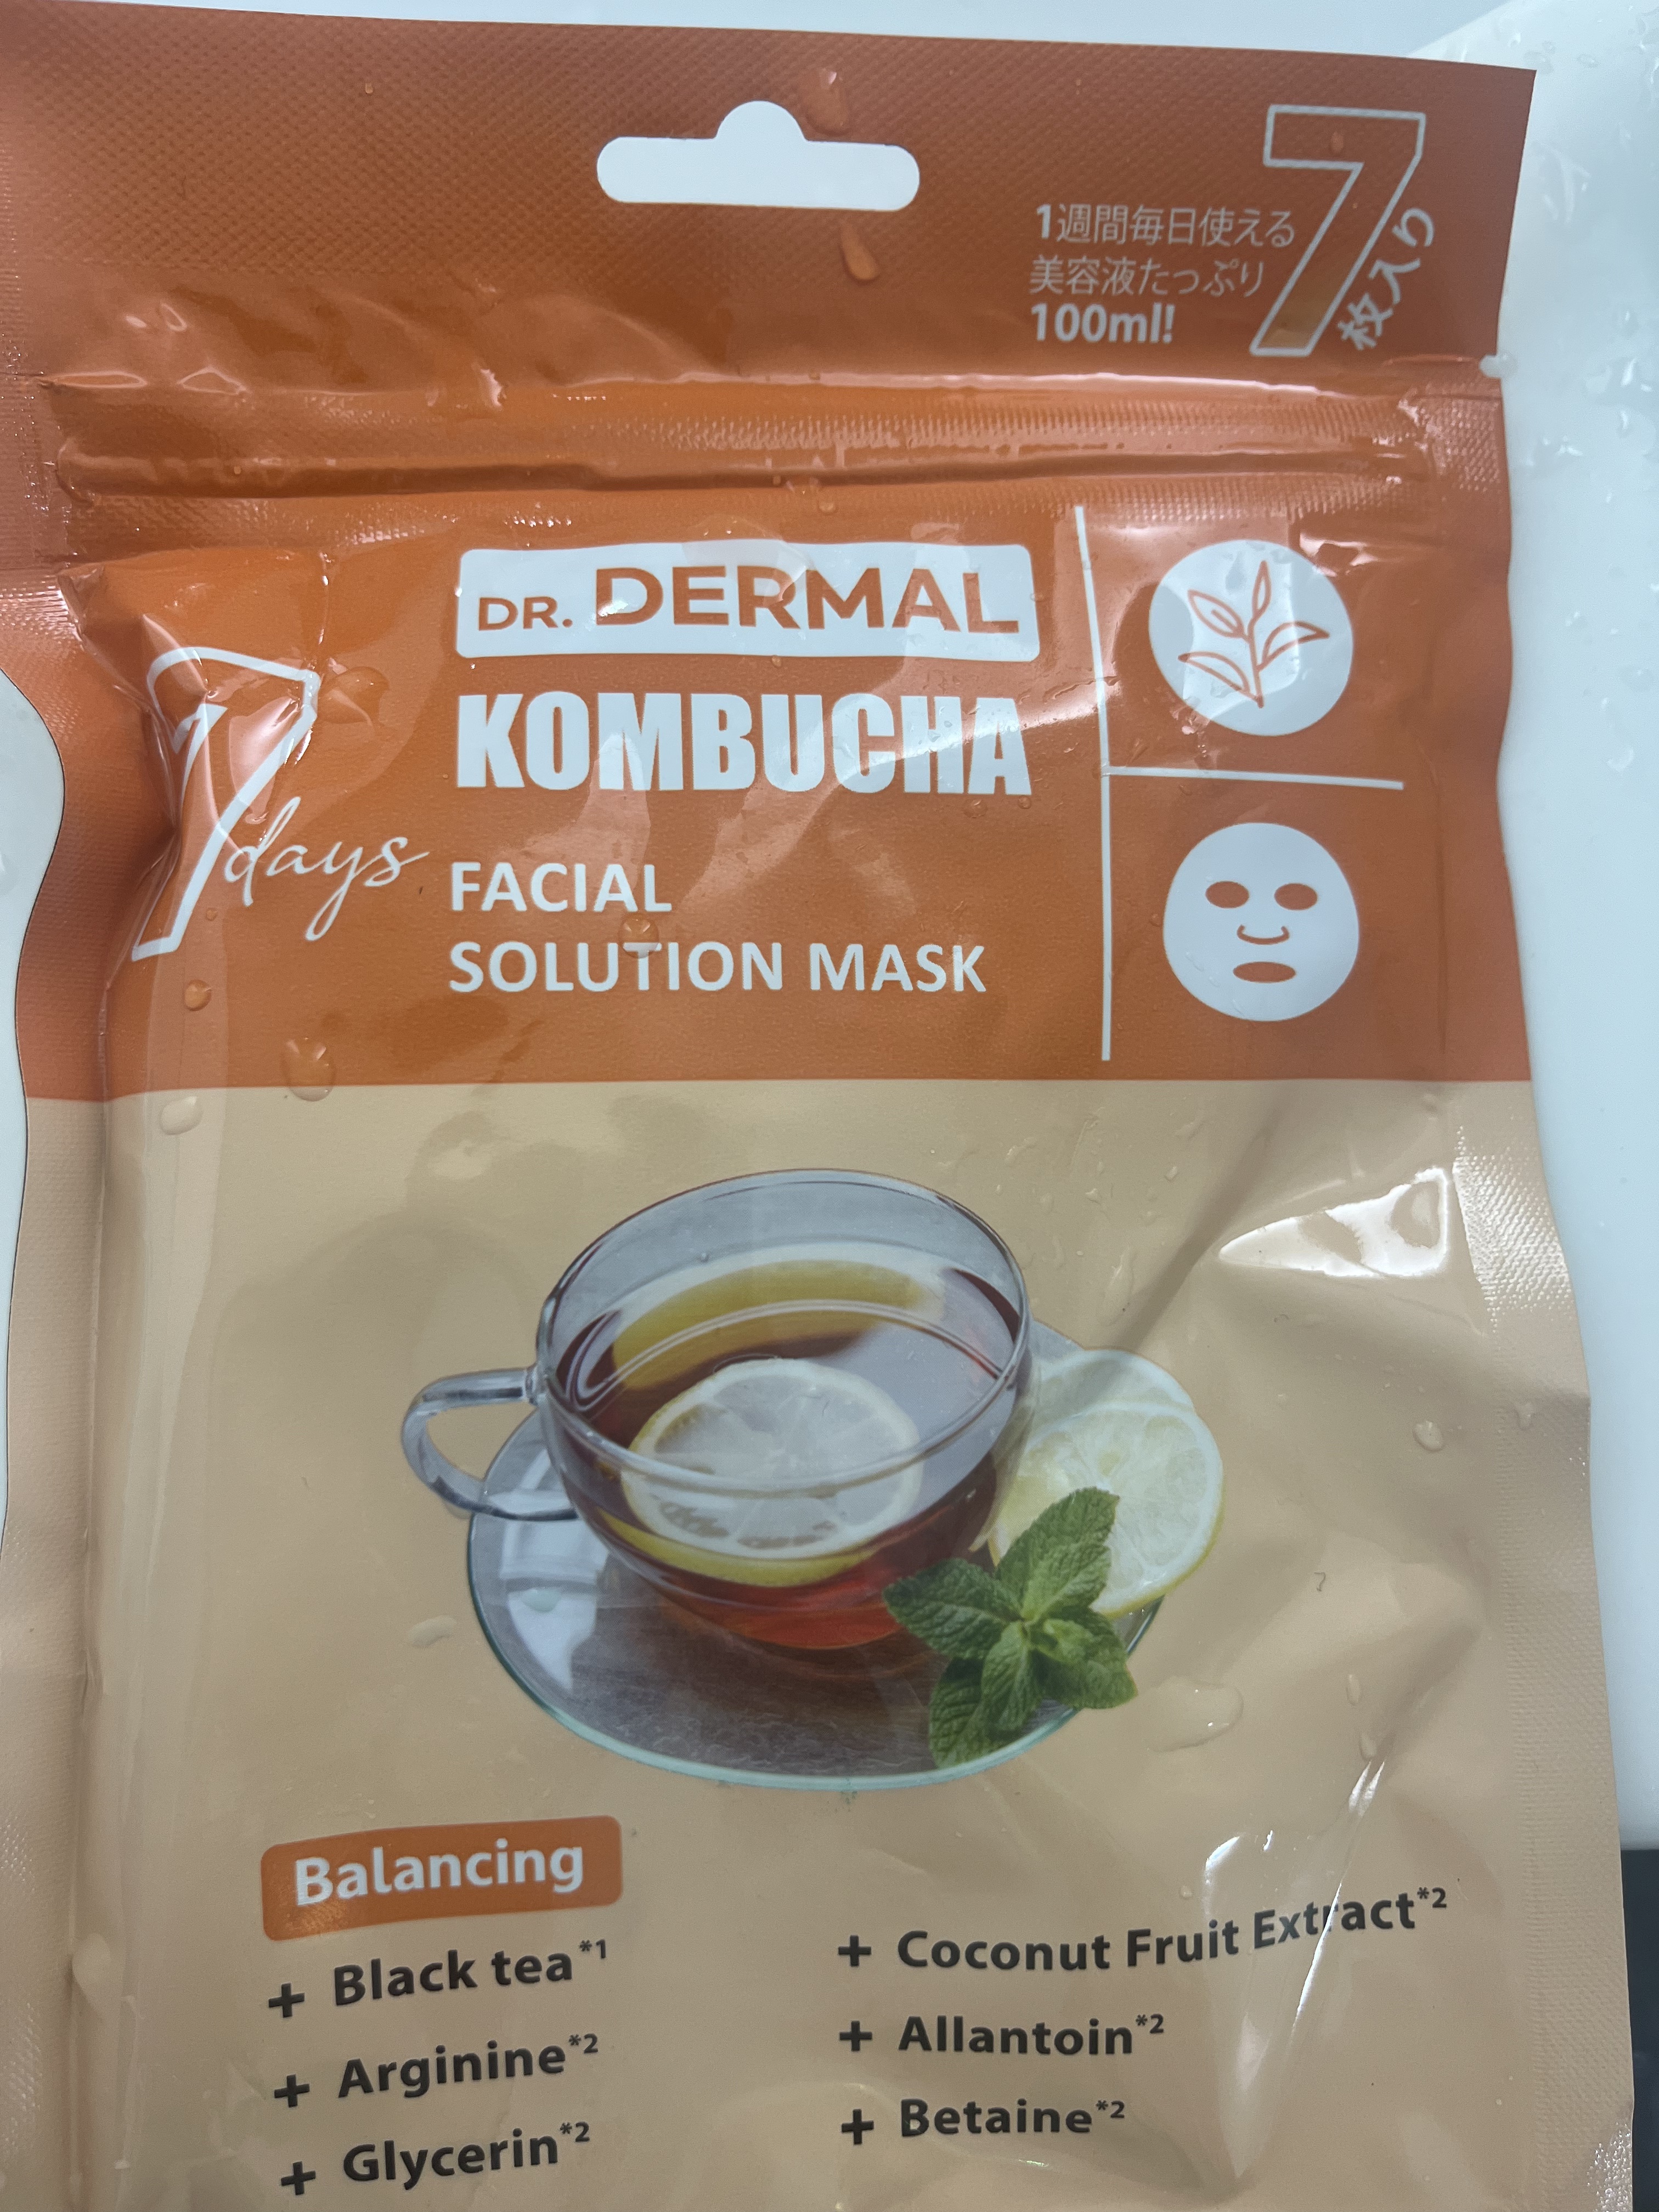 1週間毎日使える
美容液たっぷり
100ml!
7枚入り
DR. DERMAL
KOMBUCHA
7days
FACIAL
SOLUTION MASK
Balancing
+ Black tea*1
+ Arginine*2
+ Glycerin*2
+ Coconut Fruit Extract*2
+ Allantoin*2
+ Betaine*2